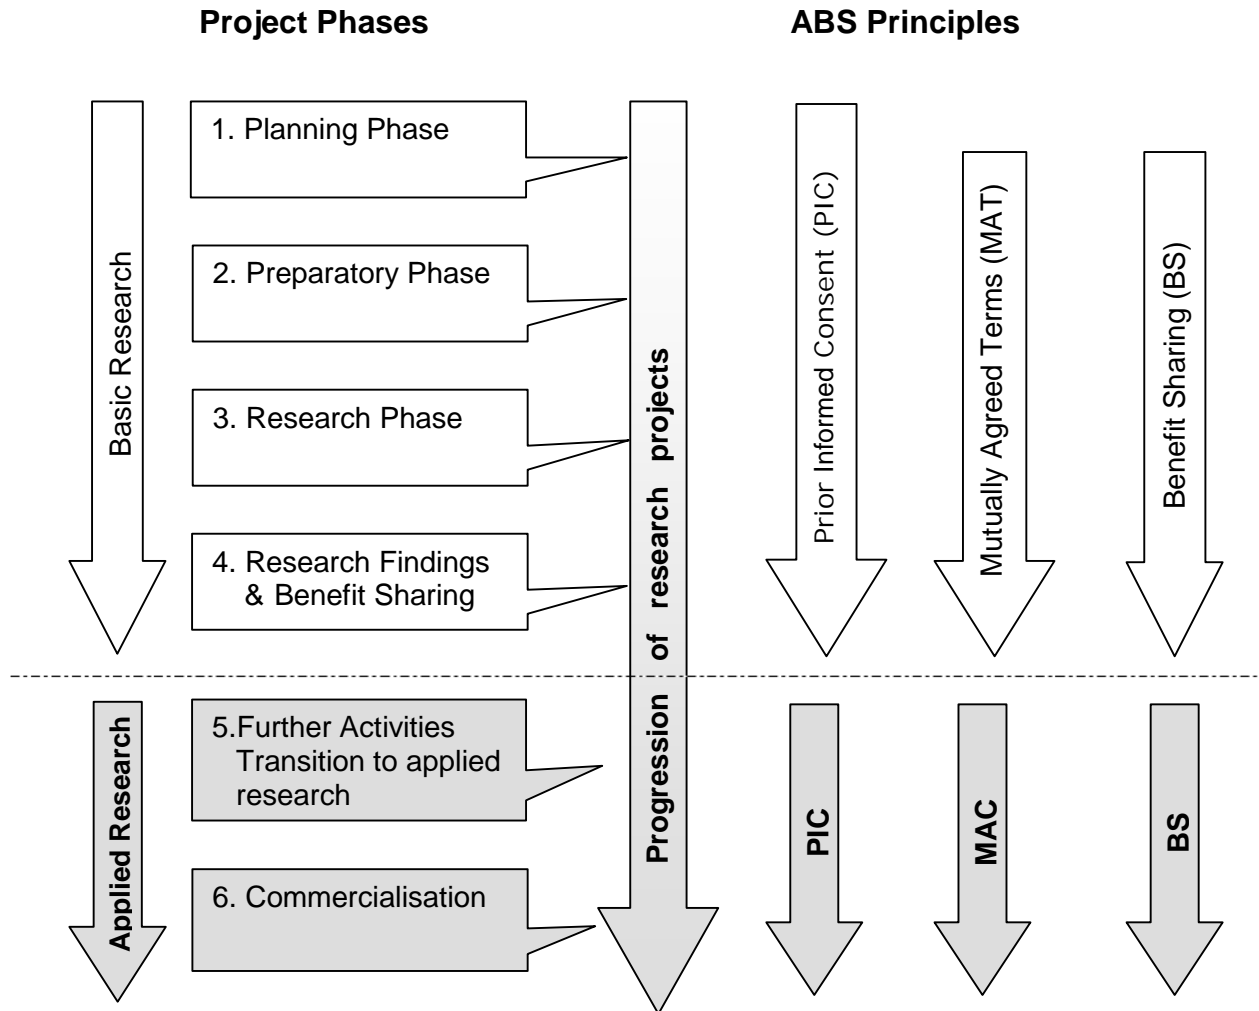 Project Phases
ABS Principles
1. Planning Phase
2. Preparatory Phase
3. Research Phase
4. Research Findings
& Benefit Sharing
5.Further Activities
Transition to applied
research
6. Commercialisation
Basic Research
Applied Research
Progression of research projects
Prior Informed Consent (PIC)
Mutually Agreed Terms (MAT)
Benefit Sharing (BS)
PIC
MAC
BS